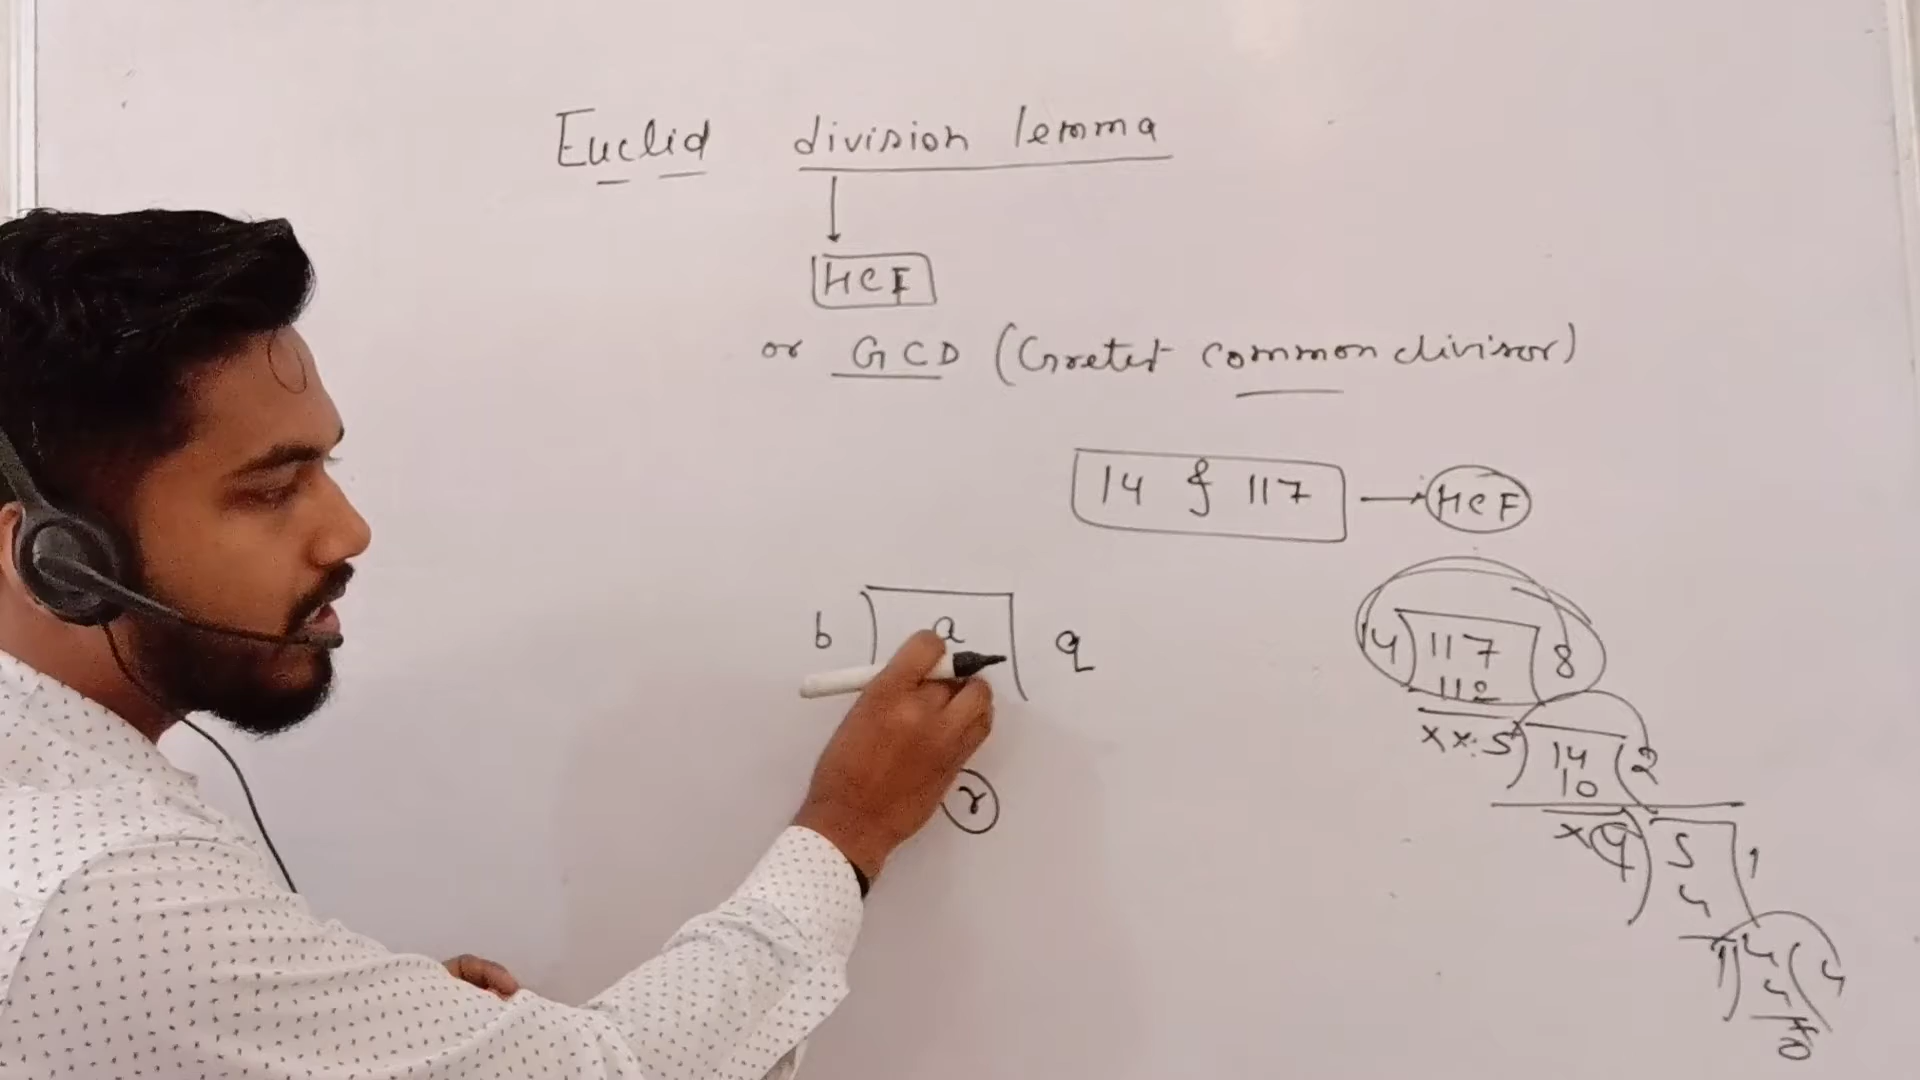 Euclid division lemma
HCF
or GCD (Gretest common divisor)
14 & 117 → HCF
b a q
r
14) 117 8
112
x x 5) 14 ( 2
10
x 4) 5 1
4
1) 4 ( 4
4
0